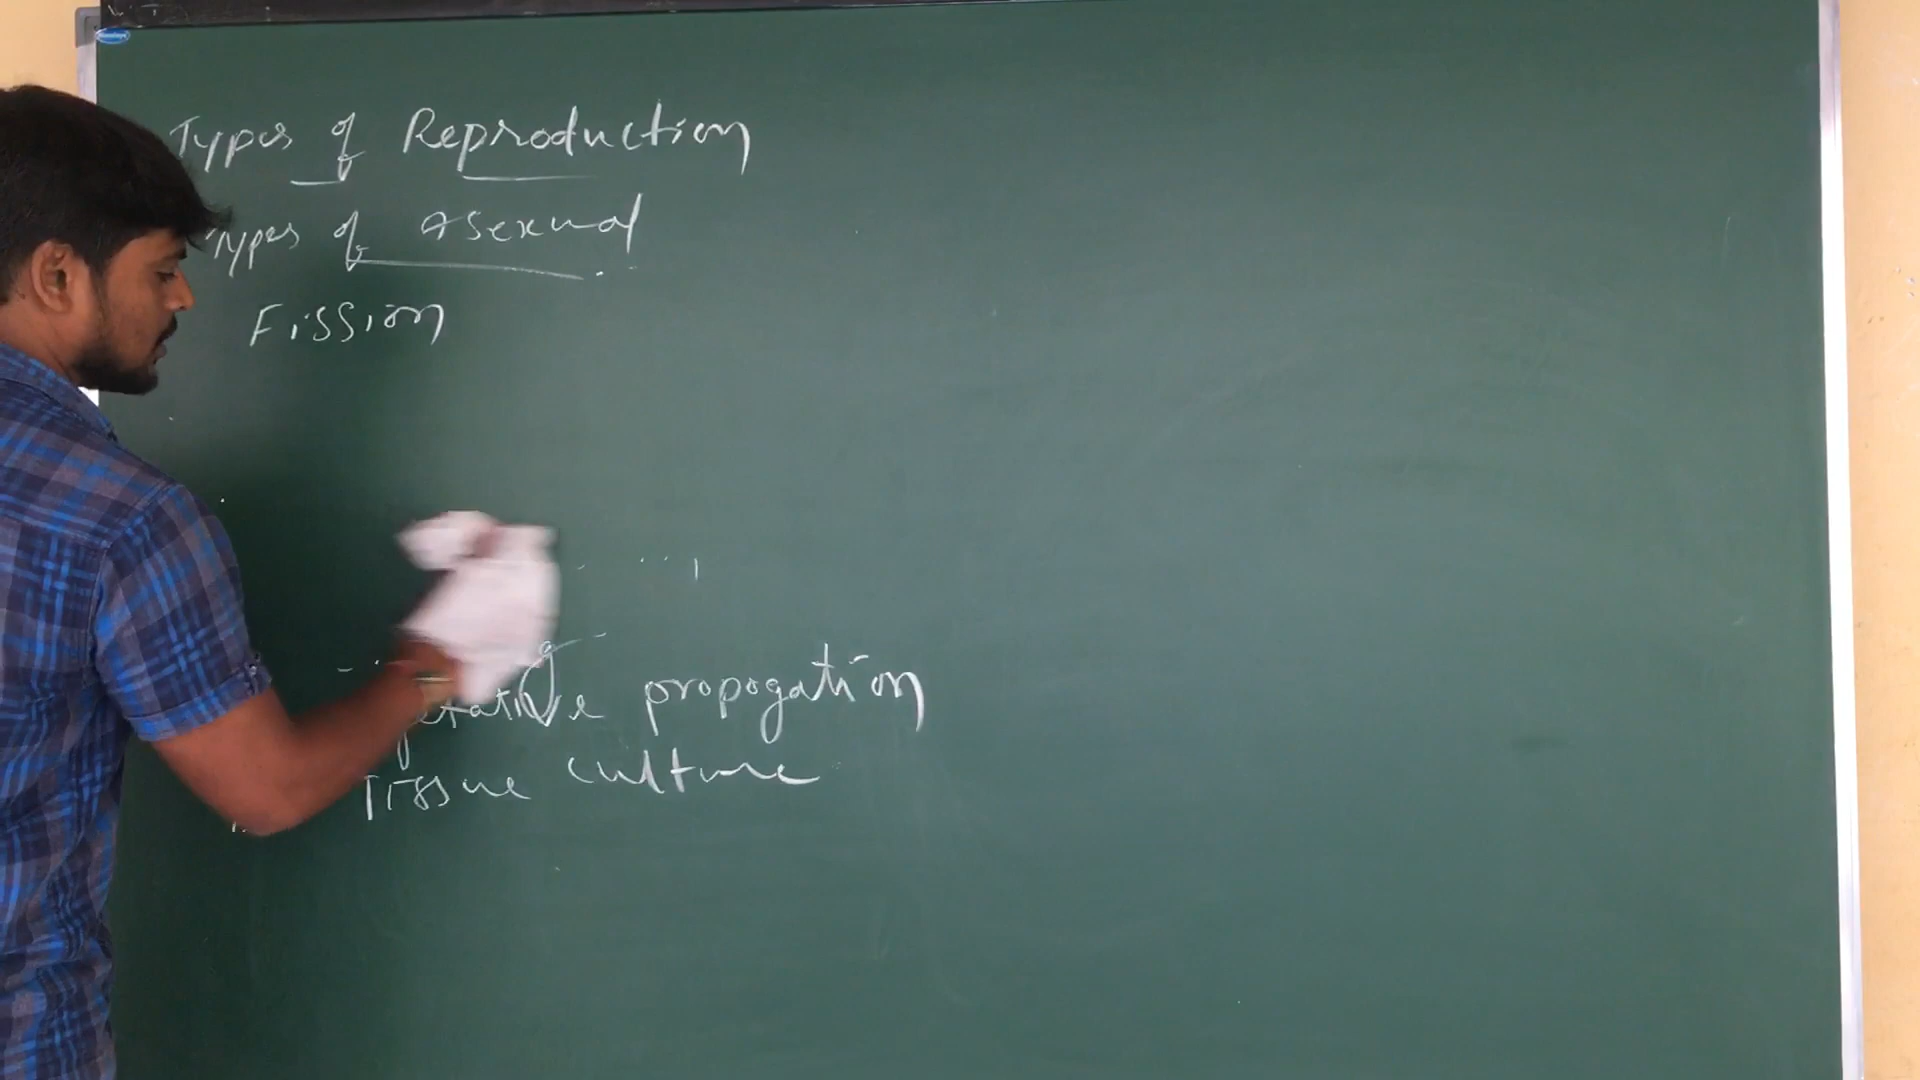 Types of Reproduction
Types of Asexual
Fission
propogation
Tissue culture